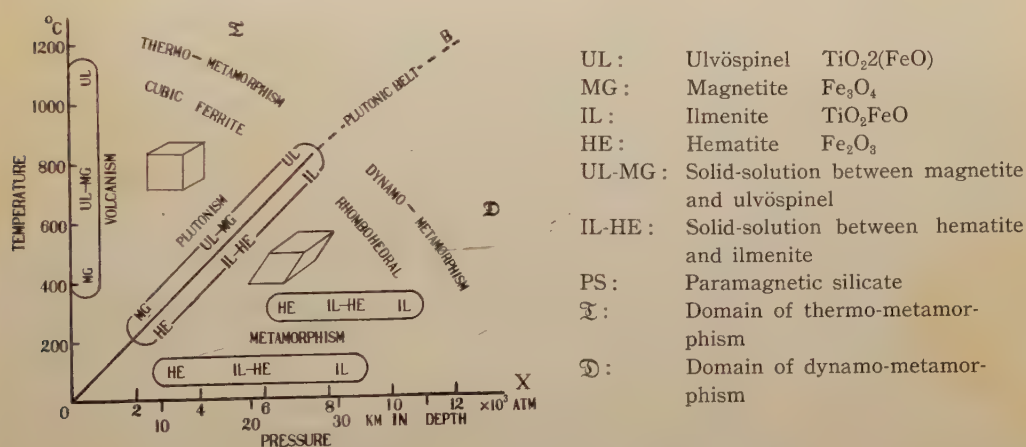 °C
1200
1000
800
600
400
200
0
TEMPERATURE
UL
UL-MG
MG
VOLCANISM
𝔗
THERMO-METAMORPHISM
CUBIC FERRITE
B
PLUTONIC BELT
PLUTONISM
UL
UL-MG
MG
IL
IL-HE
HE
DYNAMO-METAMORPHISM
RHOMBOHEDRAL
𝔇
HE IL-HE IL
METAMORPHISM
HE IL-HE IL
X
2 4 6 8 10 12 ×10³ ATM
10 20 30 KM IN DEPTH
PRESSURE
UL: Ulvöspinel TiO₂2(FeO)
MG: Magnetite Fe₃O₄
IL: Ilmenite TiO₂FeO
HE: Hematite Fe₂O₃
UL-MG: Solid-solution between magnetite
and ulvöspinel
IL-HE: Solid-solution between hematite
and ilmenite
PS: Paramagnetic silicate
𝔗: Domain of thermo-metamor-
phism
𝔇: Domain of dynamo-metamor-
phism